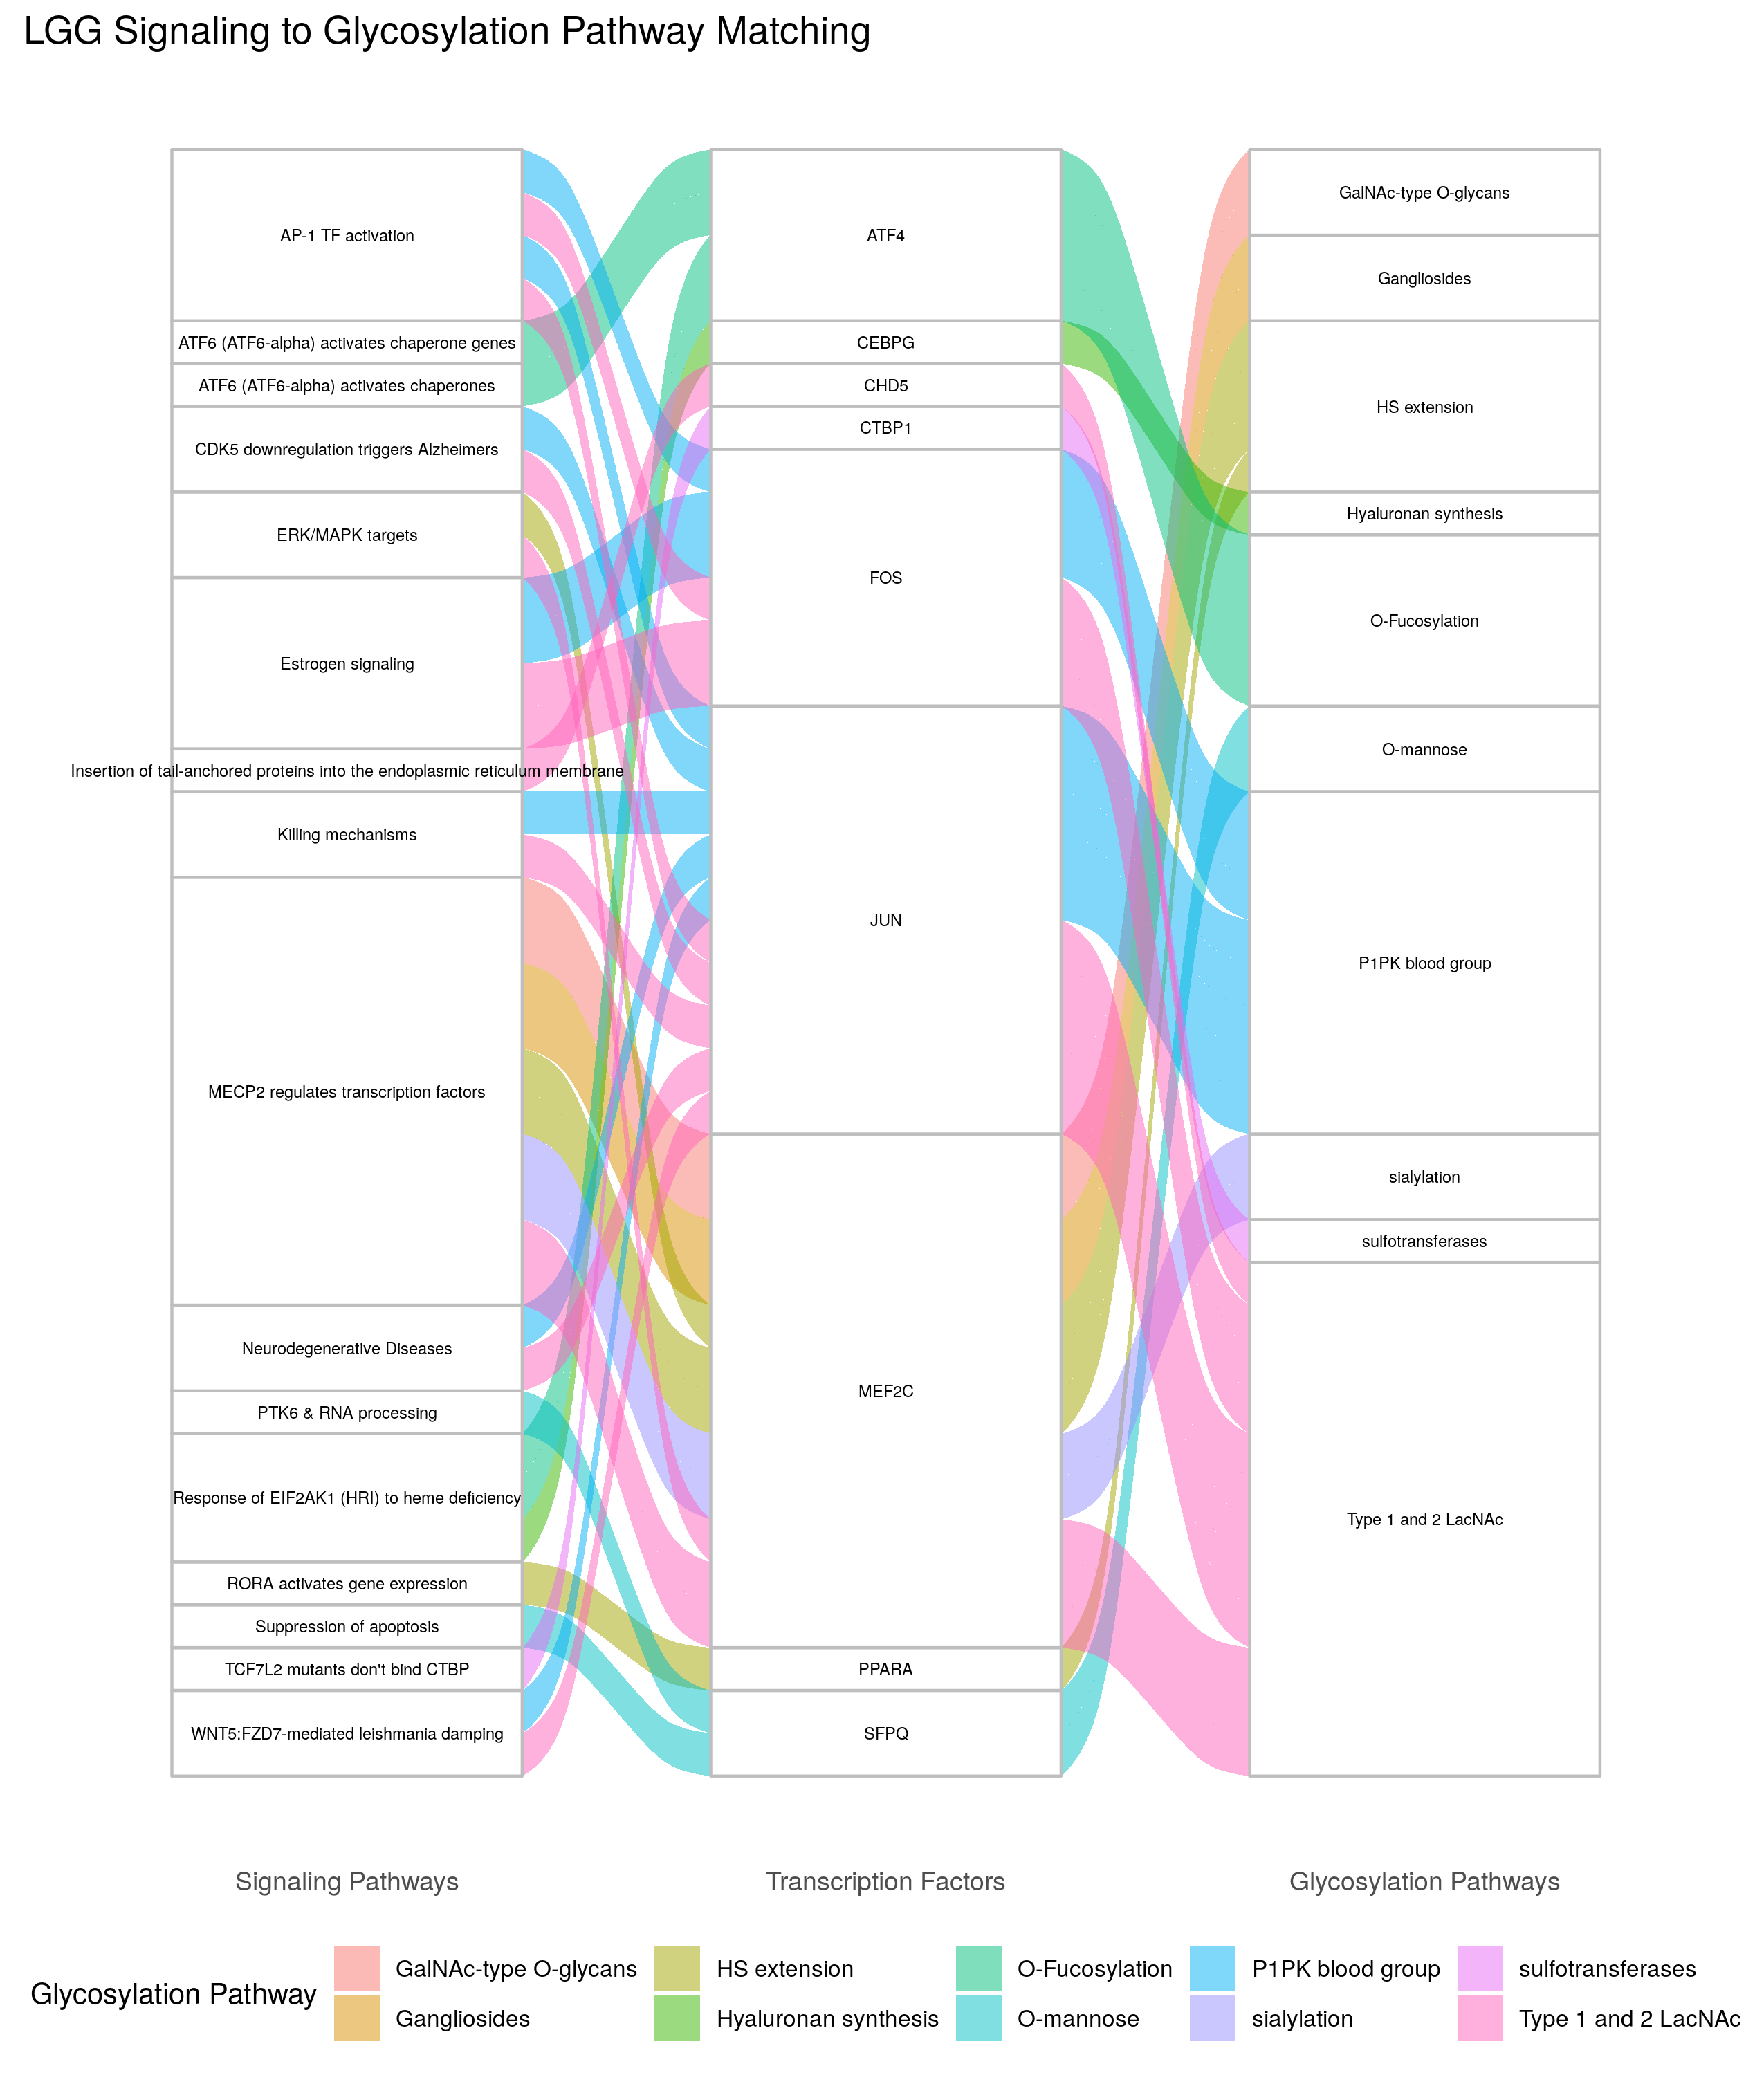 LGG Signaling to Glycosylation Pathway Matching
AP-1 TF activation
ATF6 (ATF6-alpha) activates chaperone genes
ATF6 (ATF6-alpha) activates chaperones
CDK5 downregulation triggers Alzheimers
ERK/MAPK targets
Estrogen signaling
Insertion of tail-anchored proteins into the endoplasmic reticulum membrane
Killing mechanisms
MECP2 regulates transcription factors
Neurodegenerative Diseases
PTK6 & RNA processing
Response of EIF2AK1 (HRI) to heme deficiency
RORA activates gene expression
Suppression of apoptosis
TCF7L2 mutants don't bind CTBP
WNT5:FZD7-mediated leishmania damping
ATF4
CEBPG
CHD5
CTBP1
FOS
JUN
MEF2C
PPARA
SFPQ
GalNAc-type O-glycans
Gangliosides
HS extension
Hyaluronan synthesis
O-Fucosylation
O-mannose
P1PK blood group
sialylation
sulfotransferases
Type 1 and 2 LacNAc
Signaling Pathways
Transcription Factors
Glycosylation Pathways
Glycosylation Pathway
GalNAc-type O-glycans
Gangliosides
HS extension
Hyaluronan synthesis
O-Fucosylation
O-mannose
P1PK blood group
sialylation
sulfotransferases
Type 1 and 2 LacNAc